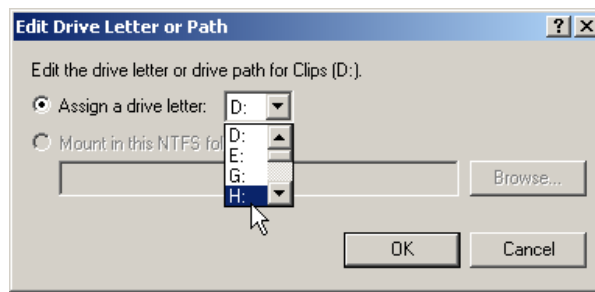 Edit Drive Letter or Path
Edit the drive letter or drive path for Clips (D:).
Assign a drive letter: D:
D:
Mount in this NTFS fol
E:
G:
H:
Browse...
OK Cancel